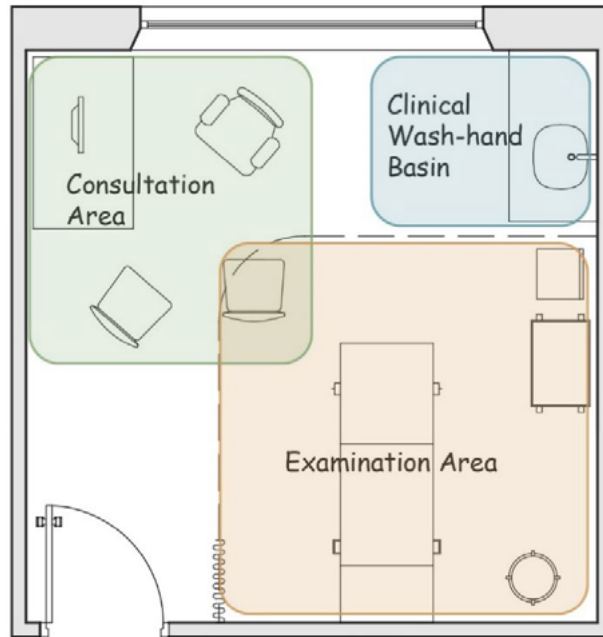 Consultation
Area
Clinical
Wash-hand
Basin
Examination Area